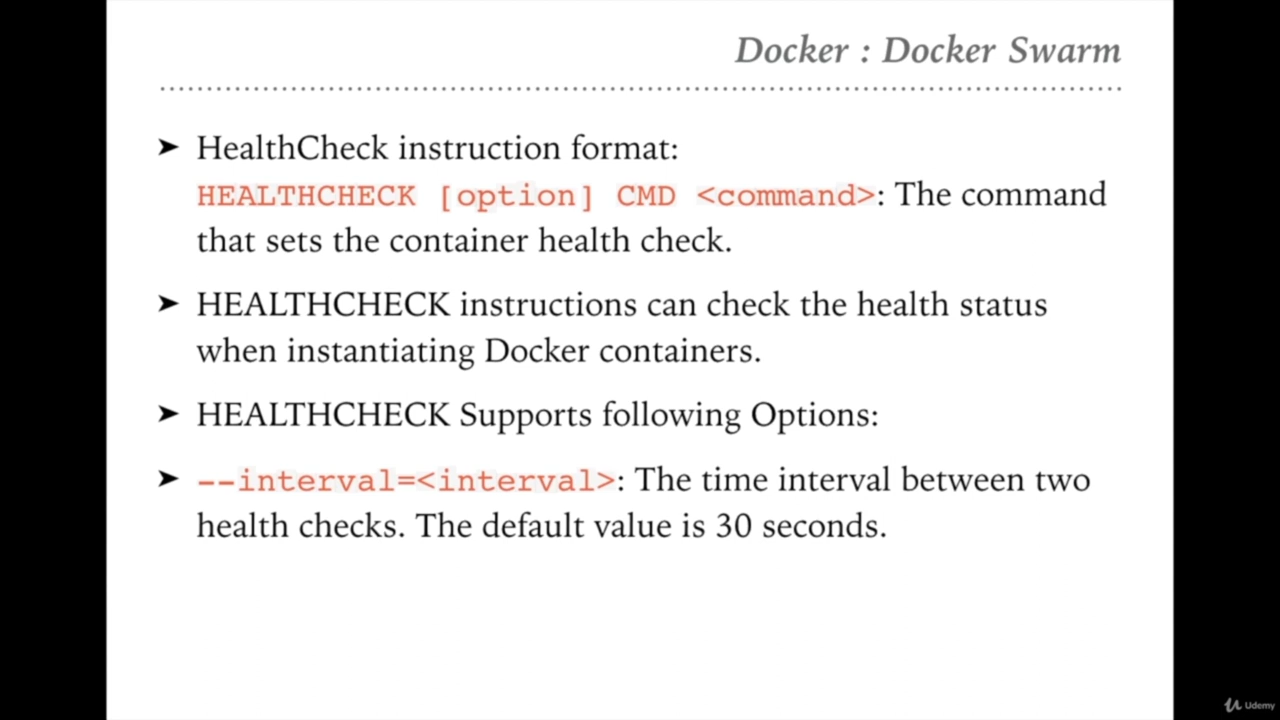 Docker : Docker Swarm
➤ HealthCheck instruction format:
HEALTHCHECK [option] CMD <command>: The command
that sets the container health check.
➤ HEALTHCHECK instructions can check the health status
when instantiating Docker containers.
➤ HEALTHCHECK Supports following Options:
➤ --interval=<interval>: The time interval between two
health checks. The default value is 30 seconds.
Udemy